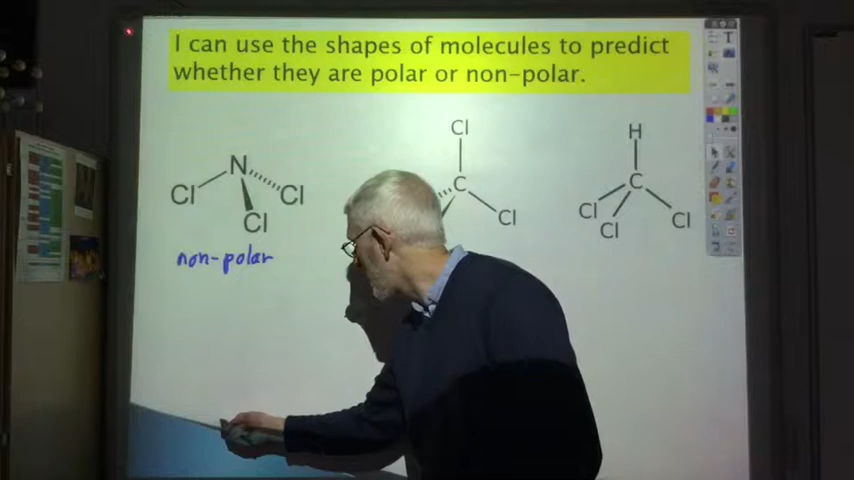 I can use the shapes of molecules to predict
whether they are polar or non-polar.
N
Cl
Cl
Cl
non-polar
Cl
C
Cl
H
C
Cl
Cl
Cl
T